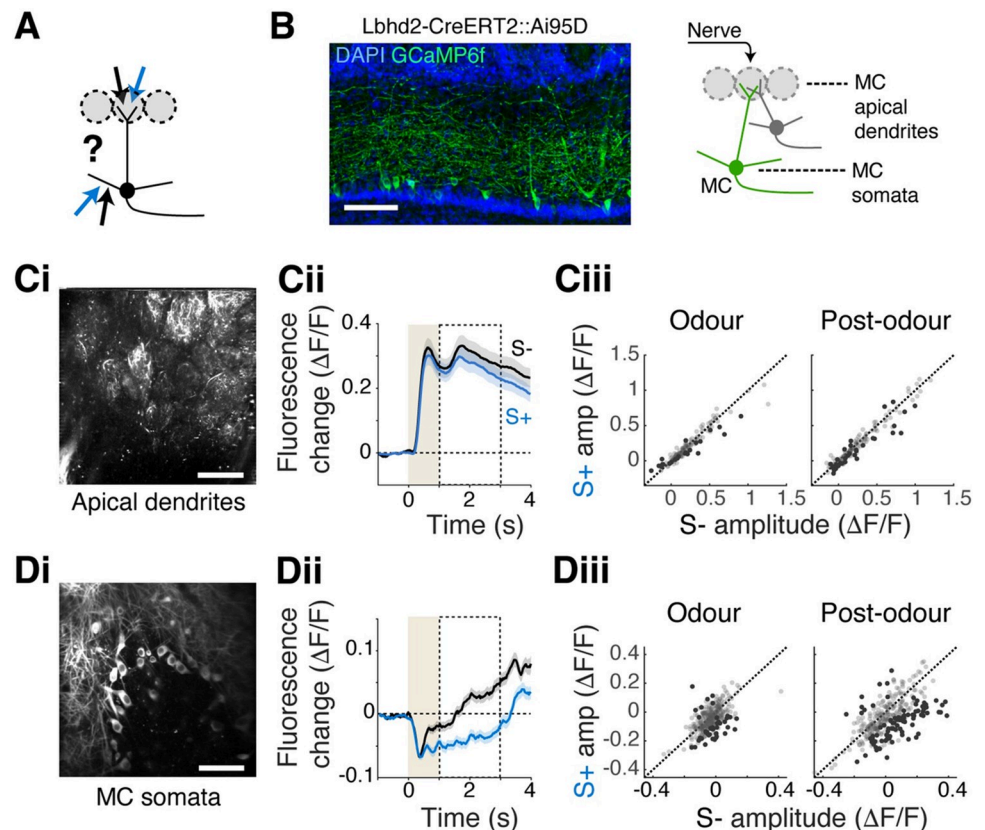 A
?
B
Lbhd2-CreERT2::Ai95D
DAPI GCaMP6f
Nerve
MC
apical
dendrites
MC
MC
somata
Ci
Apical dendrites
Cii
Fluorescence
change (ΔF/F)
0.4
0.2
0
S-
S+
0 2 4
Time (s)
Ciii
Odour
Post-odour
S+ amp (ΔF/F)
1.5
1.0
0.5
0
0 0.5 1 1.5
0 0.5 1 1.5
S- amplitude (ΔF/F)
Di
MC somata
Dii
Fluorescence
change (ΔF/F)
0.1
0
-0.1
0 2 4
Time (s)
Diii
Odour
Post-odour
S+ amp (ΔF/F)
0.4
0.2
0
-0.2
-0.4
-0.4 0 0.4
-0.4 0 0.4
S- amplitude (ΔF/F)